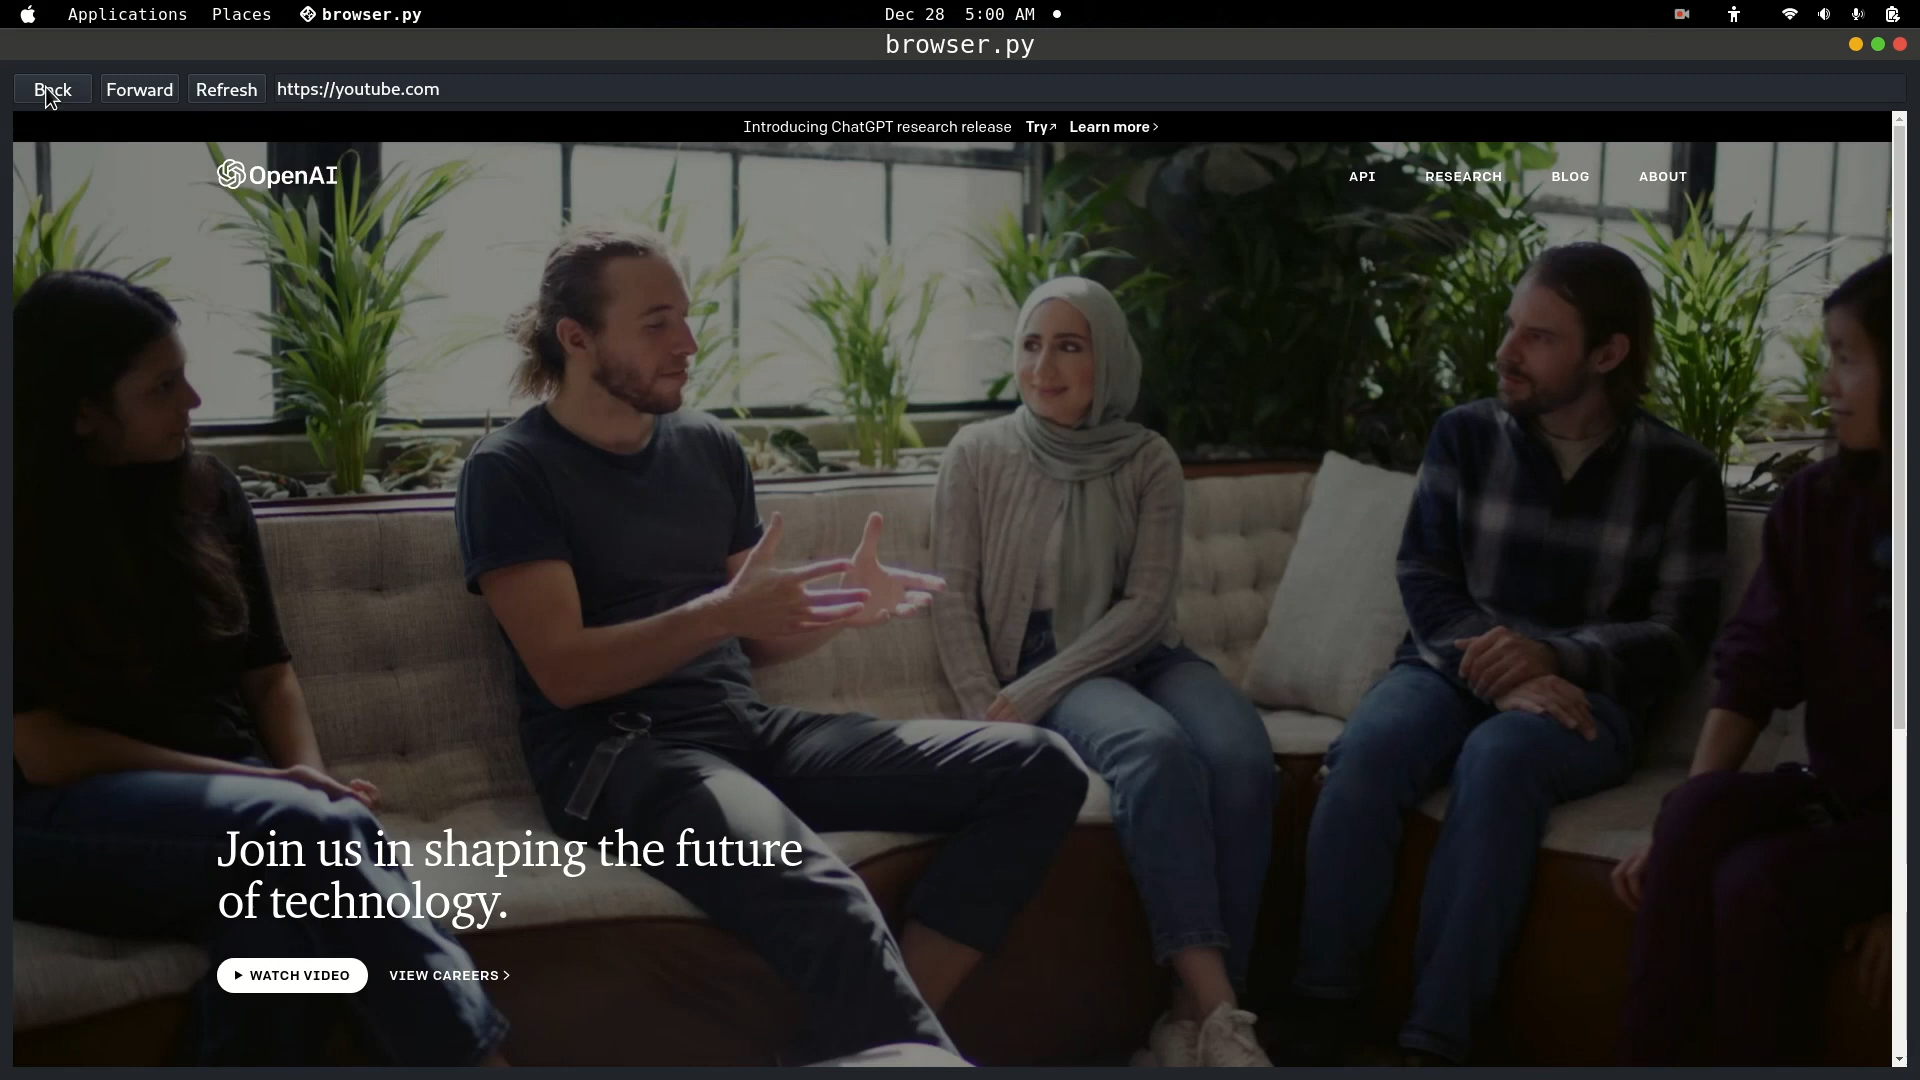 Applications Places browser.py Dec 28 5:00 AM
browser.py
Back Forward Refresh https://youtube.com
Introducing ChatGPT research release Try↗ Learn more >
OpenAI API RESEARCH BLOG ABOUT
Join us in shaping the future
of technology.
WATCH VIDEO VIEW CAREERS >